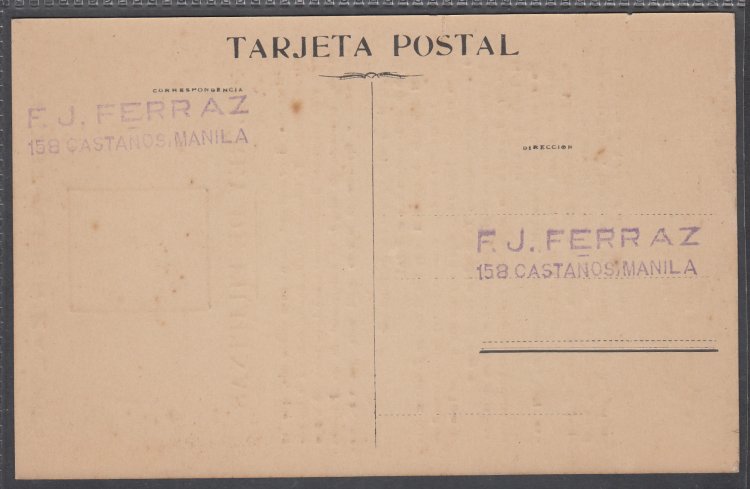 TARJETA POSTAL
CORRESPONDENCIA
F. J. FERRAZ
158 CASTAÑOS, MANILA
DIRECCION
F. J. FERRAZ
158 CASTAÑOS, MANILA